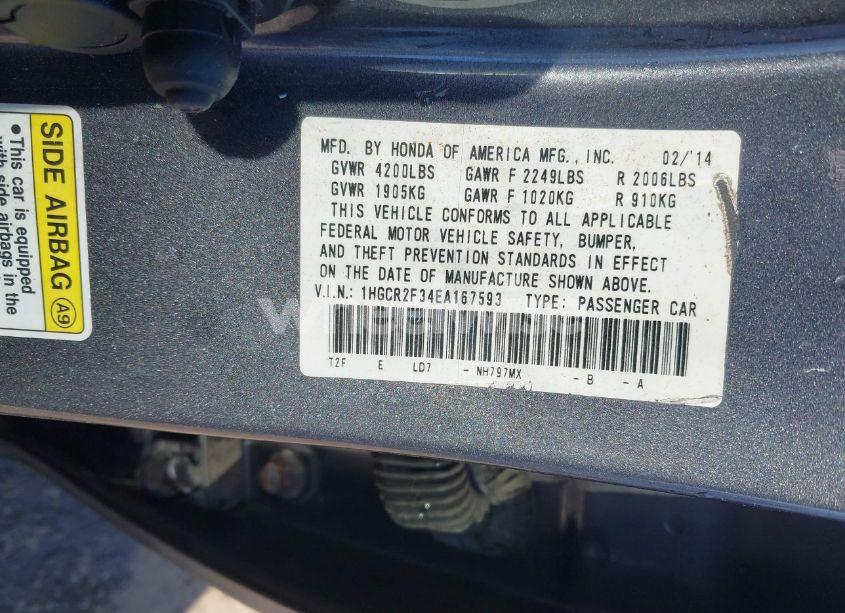 SIDE AIRBAG A9
•This car is equipped
with side airbags in the
MFD. BY HONDA OF AMERICA MFG., INC. 02/'14
GVWR 4200LBS GAWR F 2249LBS R 2006LBS
GVWR 1905KG GAWR F 1020KG R 910KG
THIS VEHICLE CONFORMS TO ALL APPLICABLE
FEDERAL MOTOR VEHICLE SAFETY, BUMPER,
AND THEFT PREVENTION STANDARDS IN EFFECT
ON THE DATE OF MANUFACTURE SHOWN ABOVE.
V.I.N.: 1HGCR2F34EA167593 TYPE: PASSENGER CAR
T2F E LD7 - NH797MX - B - A